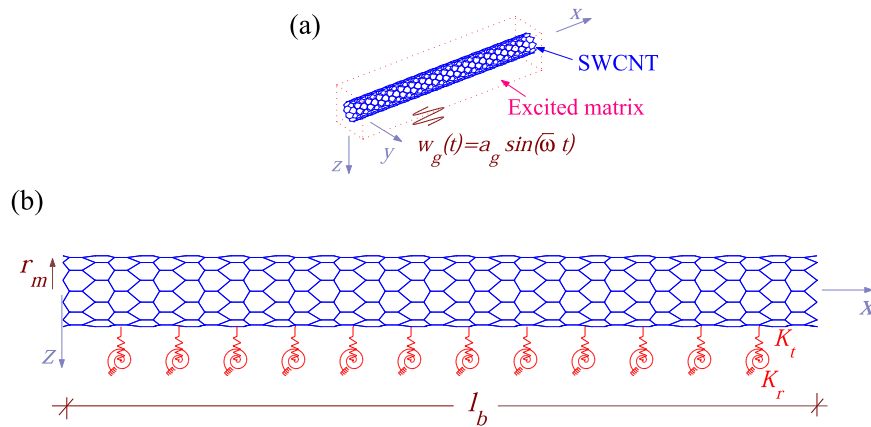 (a)
x
SWCNT
Excited matrix
w_g(t)=a_g sin(ω̅ t)
y
z
(b)
r_m
x
z
K_t
K_r
l_b